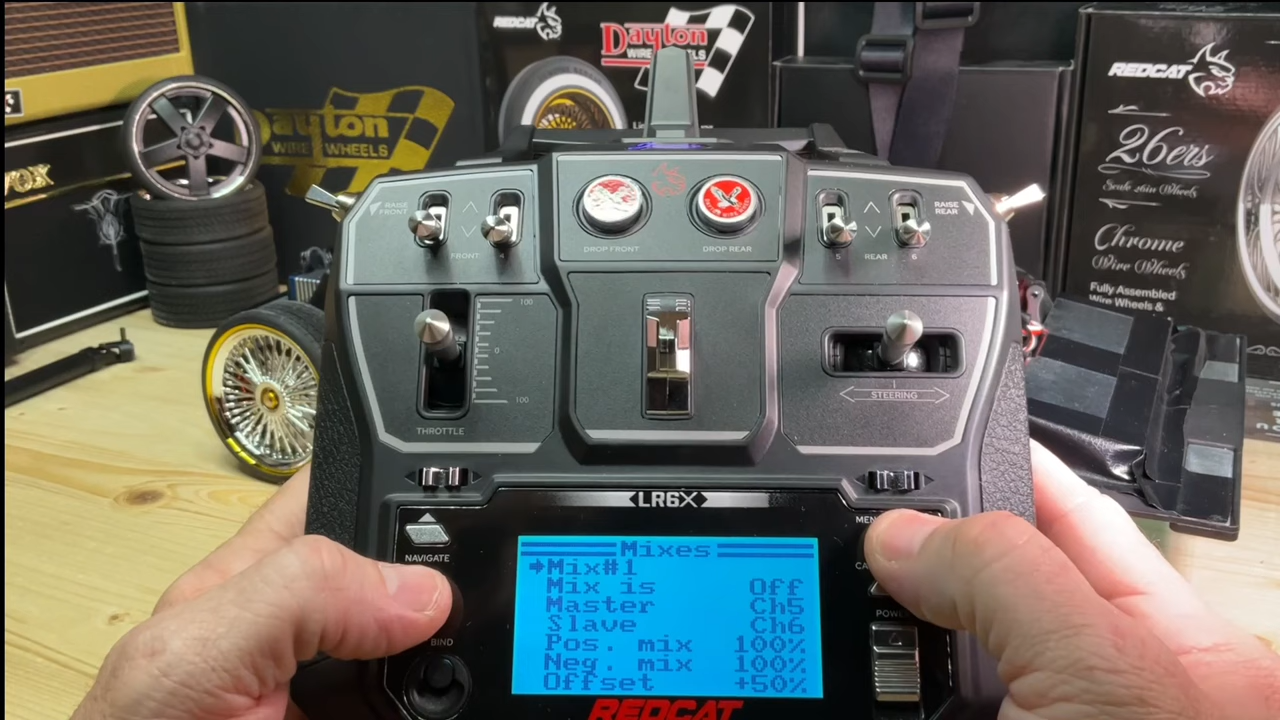 REDCAT
Dayton
WIRE WHEELS
REDCAT
26ers
Chrome
Wire Wheels
Fully Assembled
Wire Wheels &
VOX
Dayton
WIRE WHEELS
RAISE
FRONT
FRONT
DROP FRONT
DROP REAR
RAISE
REAR
5
REAR
6
100
0
100
THROTTLE
STEERING
LR6X
NAVIGATE
BIND
POWER
Mixes
Mix#1
Mix is Off
Master Ch5
Slave Ch6
Pos. mix 100%
Neg. mix 100%
Offset +50%
REDCAT